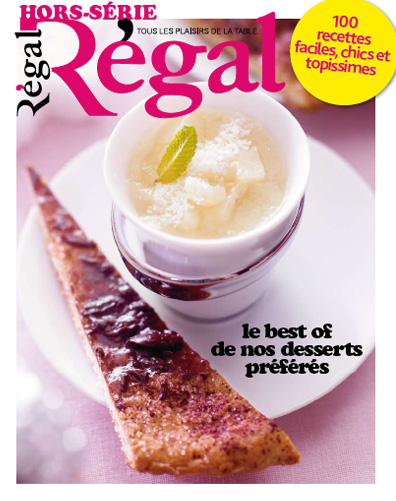 HORS-SÉRIE
Régal
TOUS LES PLAISIRS DE LA TABLE.
Régal
100
recettes
faciles, chics et
topissimes
le best of
de nos desserts
préférés